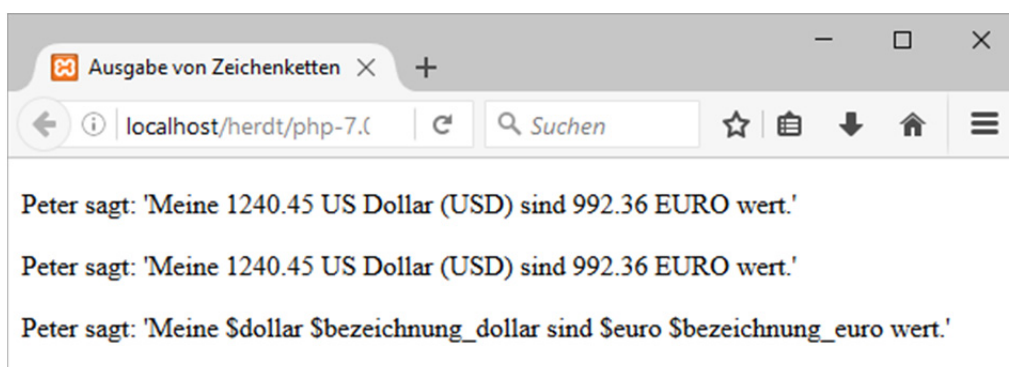 Ausgabe von Zeichenketten
localhost/herdt/php-7.
Suchen
Peter sagt: 'Meine 1240.45 US Dollar (USD) sind 992.36 EURO wert.'
Peter sagt: 'Meine 1240.45 US Dollar (USD) sind 992.36 EURO wert.'
Peter sagt: 'Meine $dollar $bezeichnung_dollar sind $euro $bezeichnung_euro wert.'